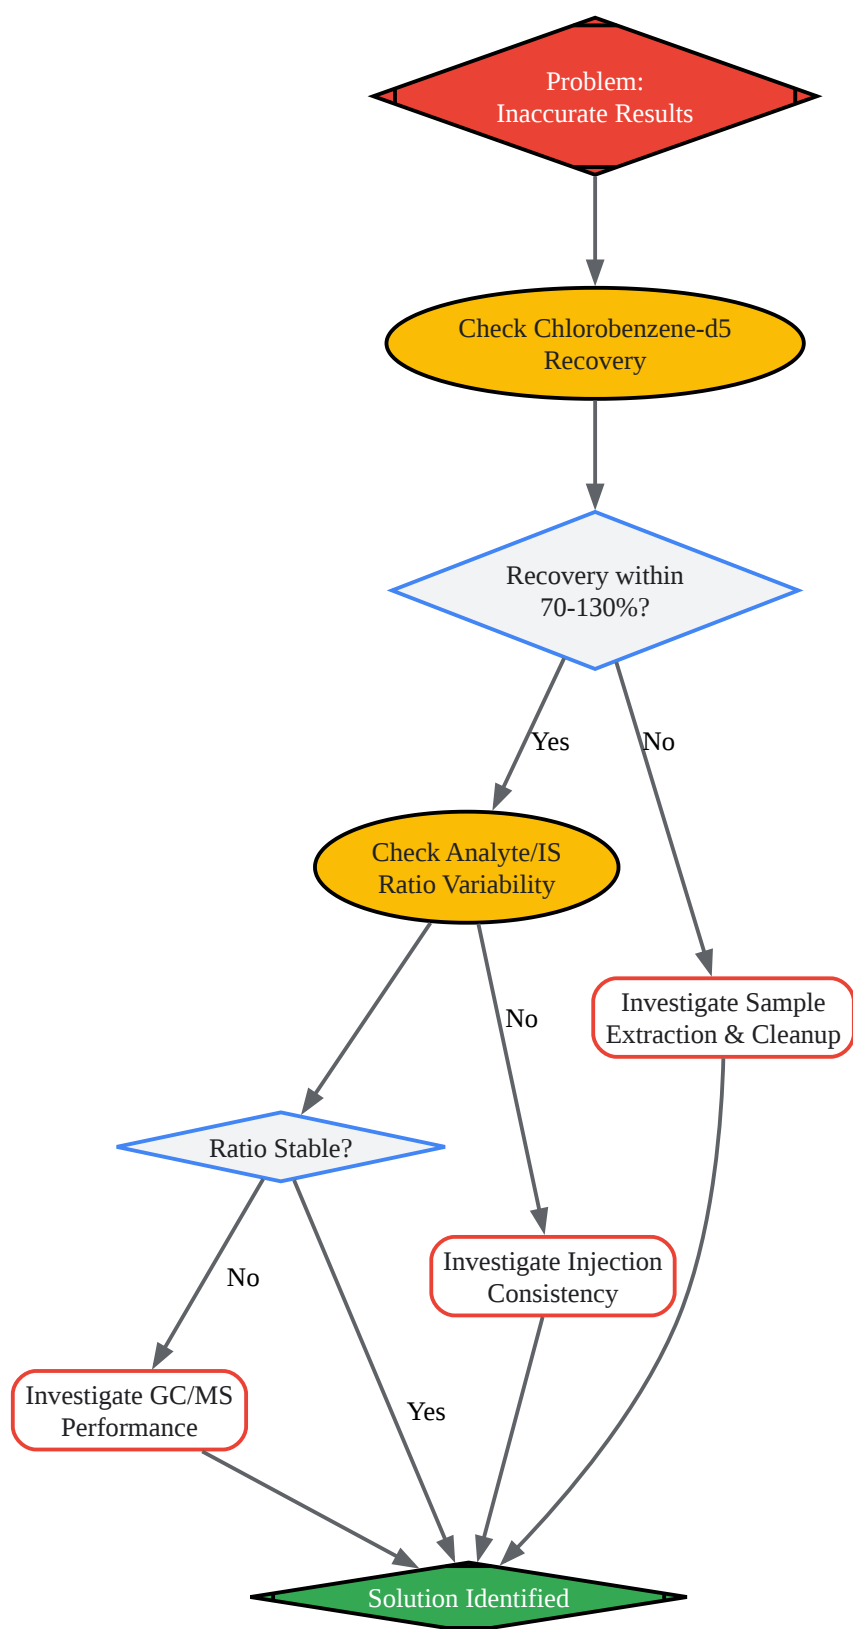 Problem:
Inaccurate Results
Check Chlorobenzene-d5
Recovery
Recovery within
70-130%?
Yes
No
Check Analyte/IS
Ratio Variability
Investigate Sample
Extraction & Cleanup
No
Ratio Stable?
Investigate Injection
Consistency
No
Investigate GC/MS
Performance
Yes
Solution Identified